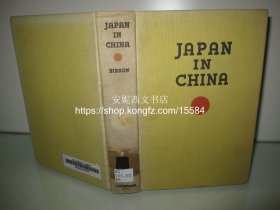 JAPAN
IN
CHINA
BISSON
JAPAN
IN
CHINA
安妮西文书店
https://shop.kongfz.com/15584